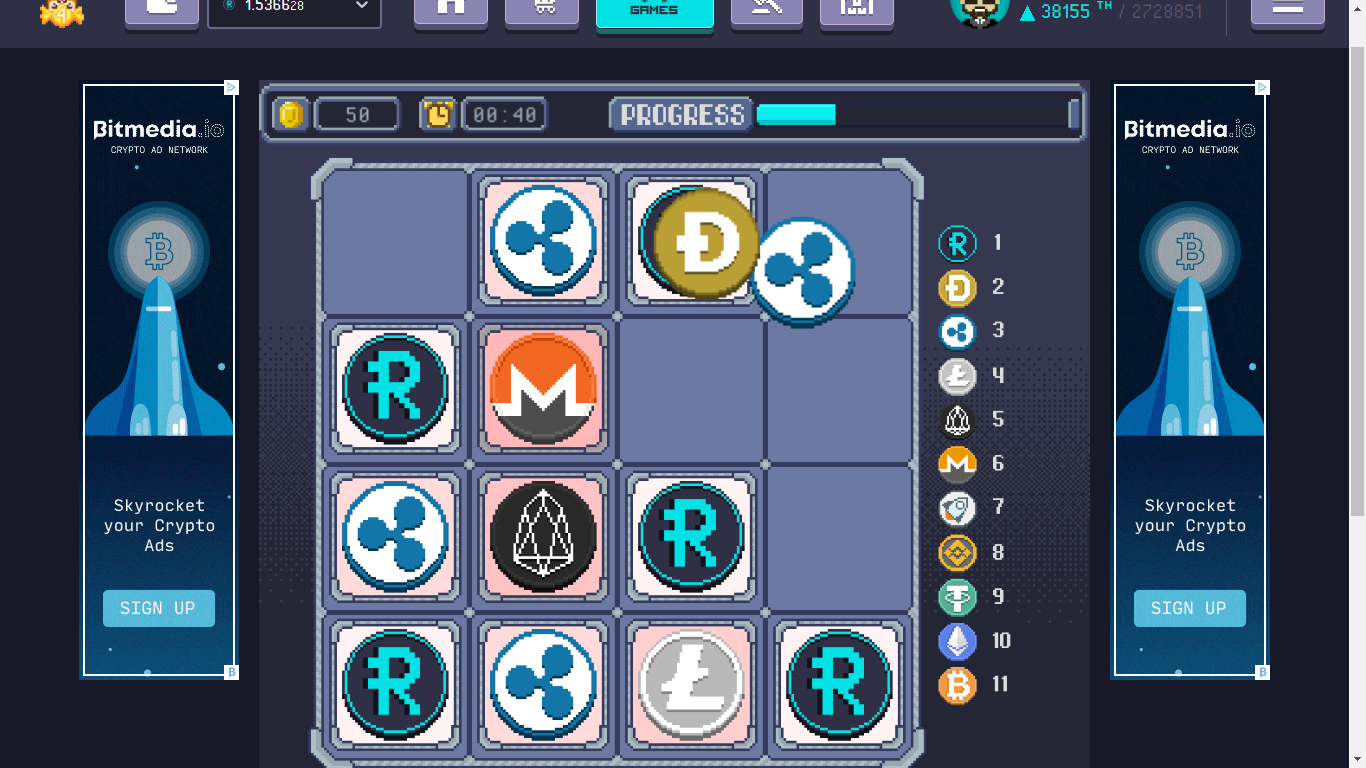 1.536628
GAMES
38155 TH / 2728851
Bitmedia.io
CRYPTO AD NETWORK
Skyrocket
your Crypto
Ads
SIGN UP
50
00:40
PROGRESS
1
2
3
4
5
6
7
8
9
10
11
Bitmedia.io
CRYPTO AD NETWORK
Skyrocket
your Crypto
Ads
SIGN UP